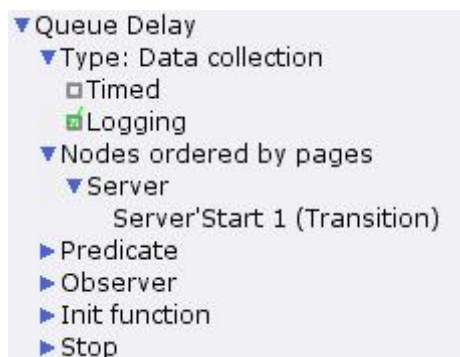 Queue Delay
Type: Data collection
Timed
Logging
Nodes ordered by pages
Server
Server'Start 1 (Transition)
Predicate
Observer
Init function
Stop